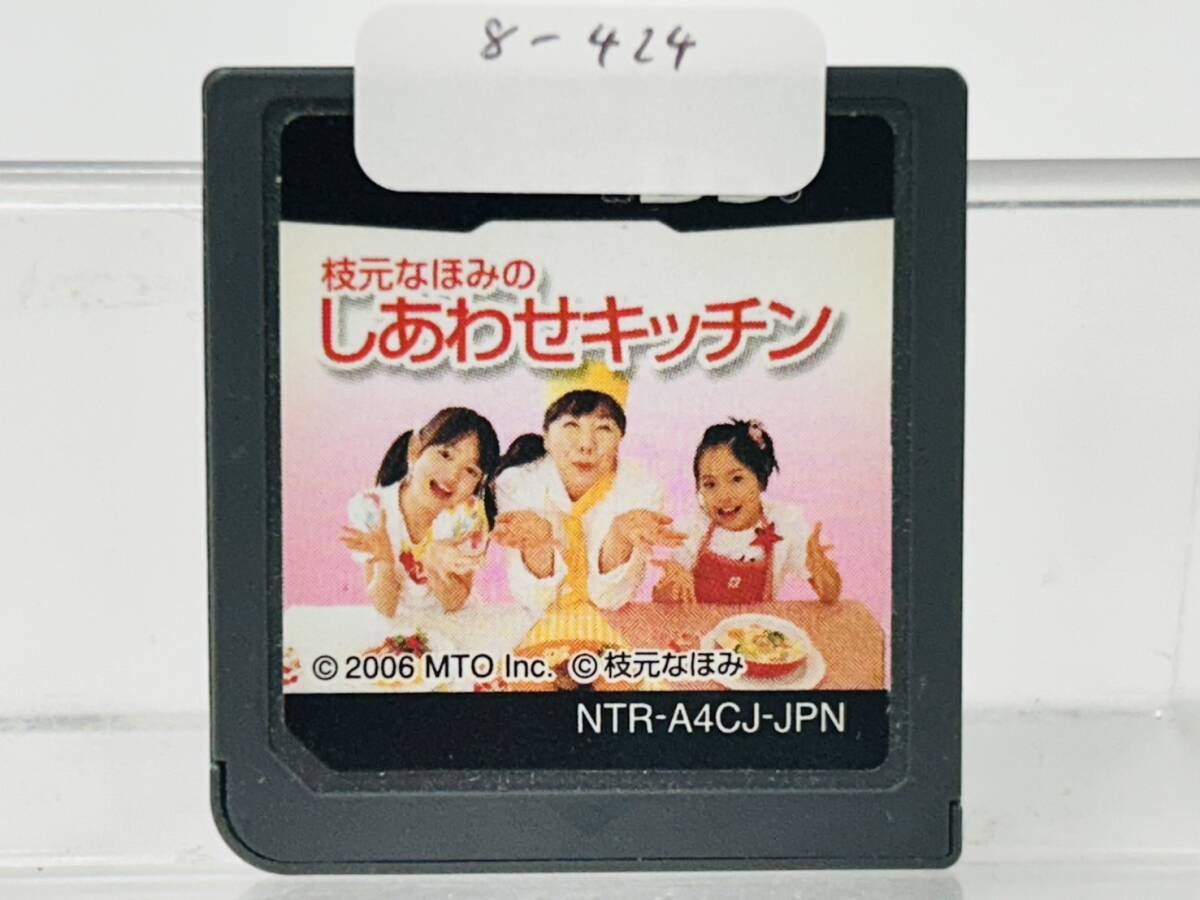 8-424
枝元なほみの
しあわせキッチン
© 2006 MTO Inc. © 枝元なほみ
NTR-A4CJ-JPN